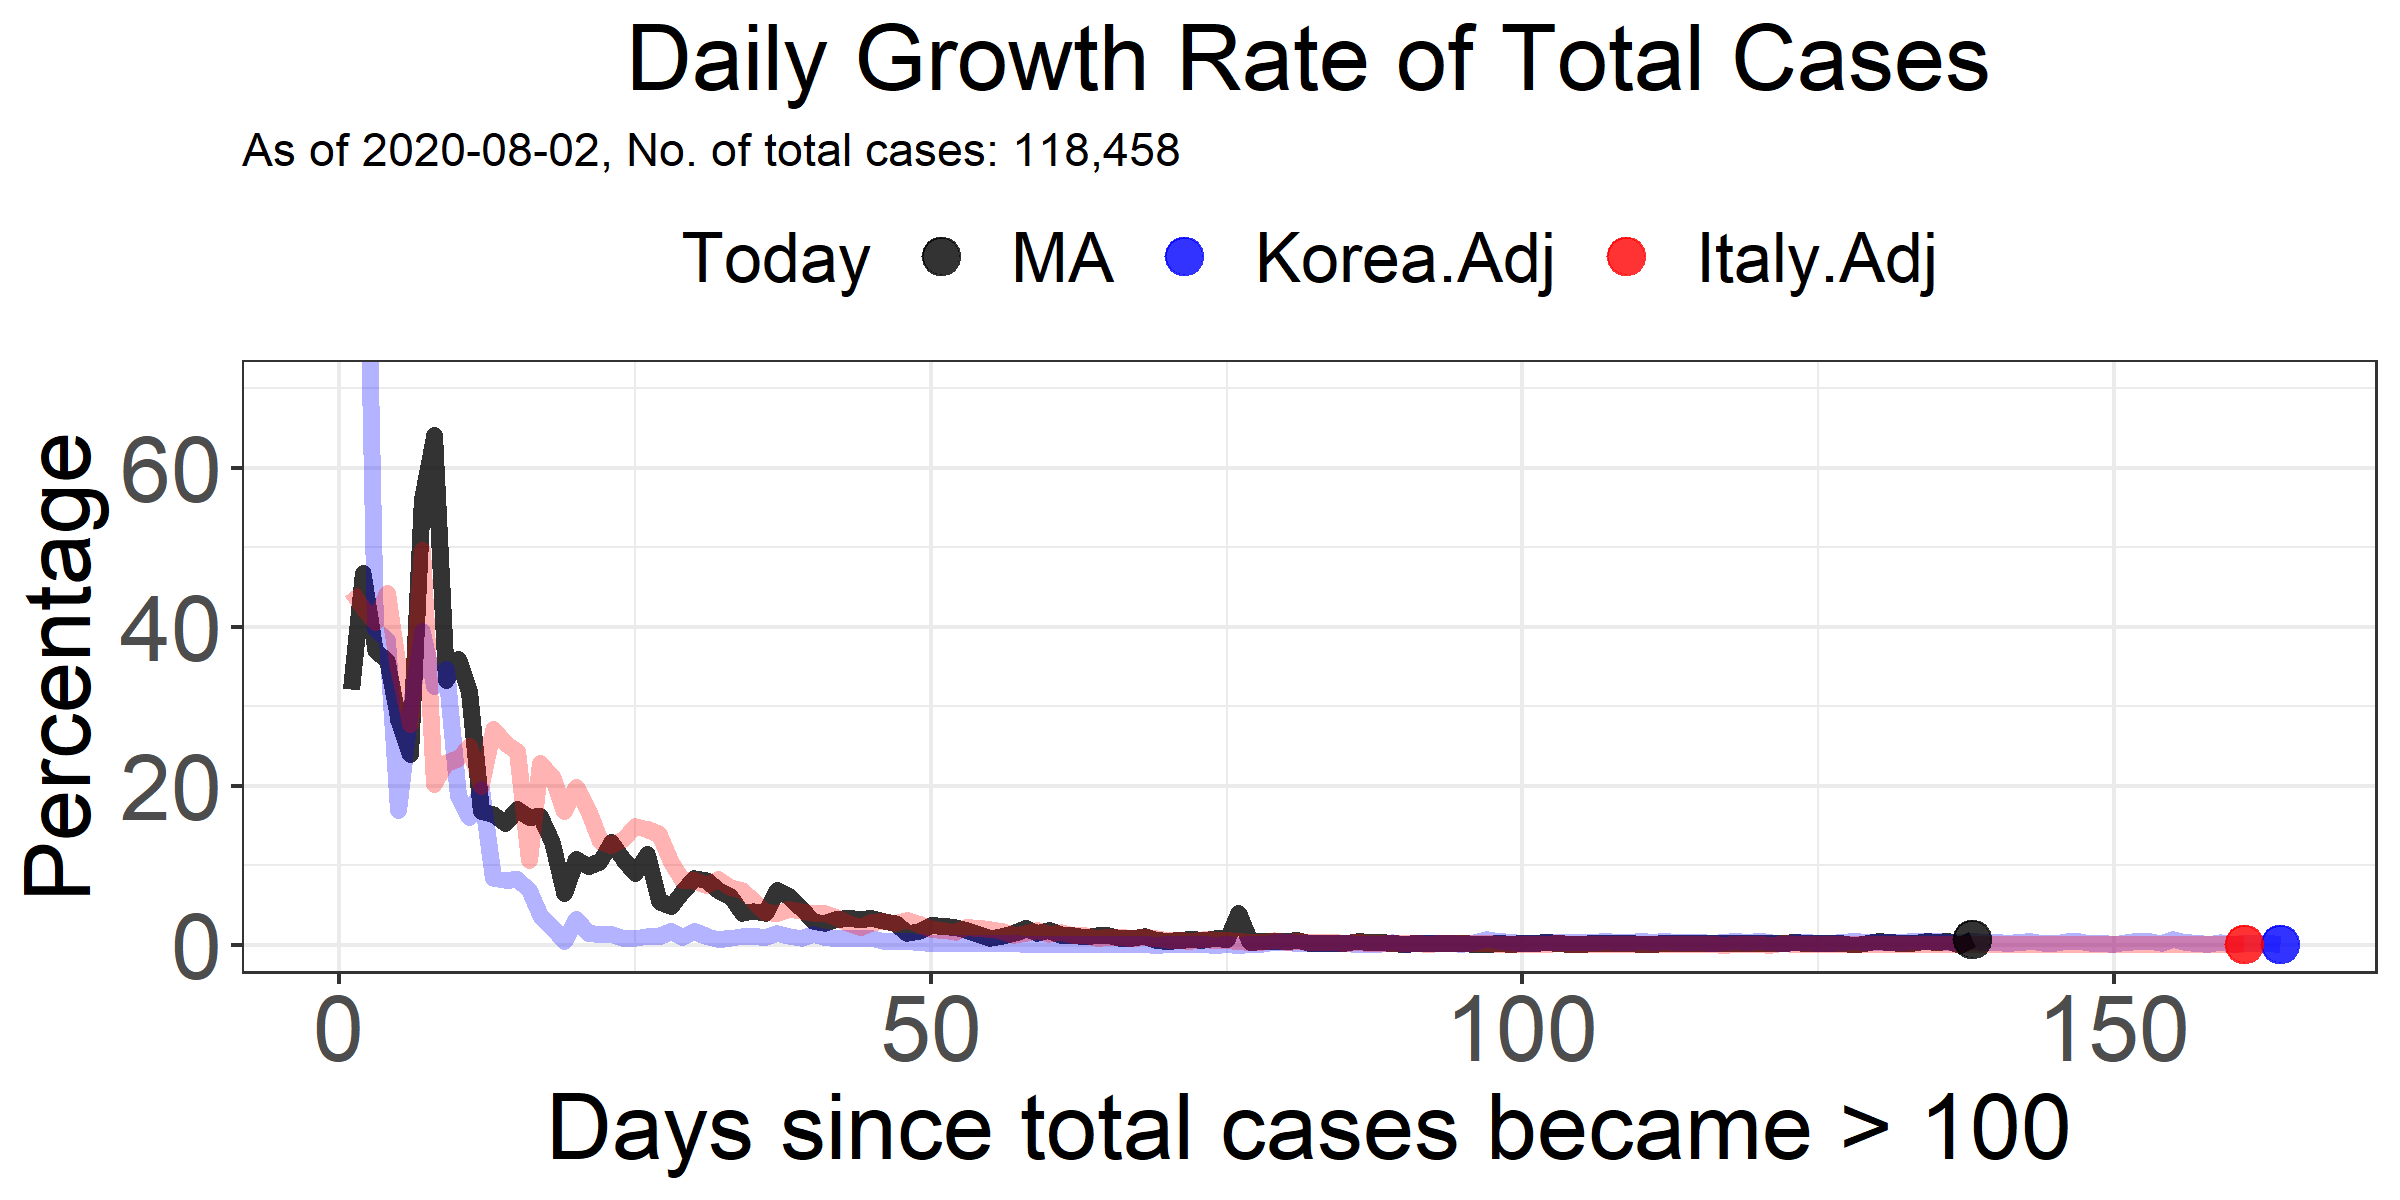 Daily Growth Rate of Total Cases
As of 2020-08-02, No. of total cases: 118,458
Today MA Korea.Adj Italy.Adj
Percentage
60
40
20
0
0 50 100 150
Days since total cases became > 100